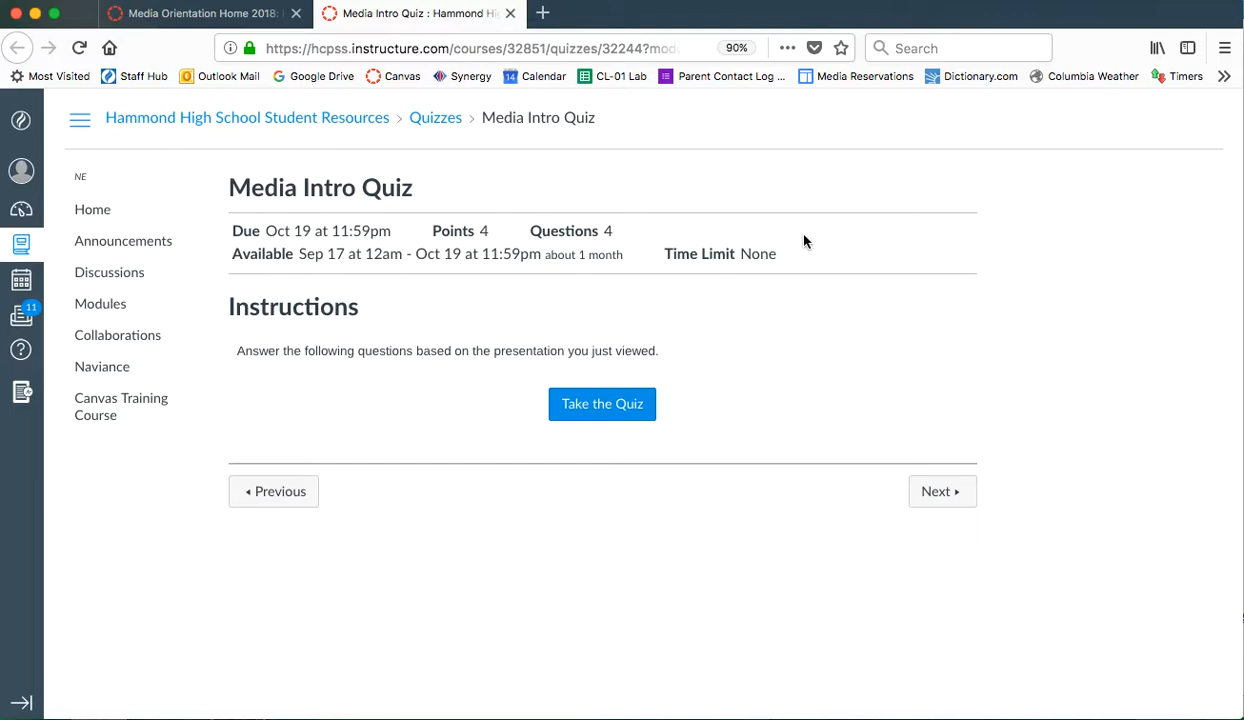 Media Orientation Home 2018:
Media Intro Quiz : Hammond Hi
https://hcpss.instructure.com/courses/32851/quizzes/32244?mod
90%
Search
Most Visited
Staff Hub
Outlook Mail
Google Drive
Canvas
Synergy
Calendar
CL-01 Lab
Parent Contact Log ...
Media Reservations
Dictionary.com
Columbia Weather
Timers
Hammond High School Student Resources > Quizzes > Media Intro Quiz
NE
Home
Announcements
Discussions
Modules
Collaborations
Naviance
Canvas Training
Course
11
Media Intro Quiz
Due Oct 19 at 11:59pm Points 4 Questions 4
Available Sep 17 at 12am - Oct 19 at 11:59pm about 1 month Time Limit None
Instructions
Answer the following questions based on the presentation you just viewed.
Take the Quiz
Previous
Next